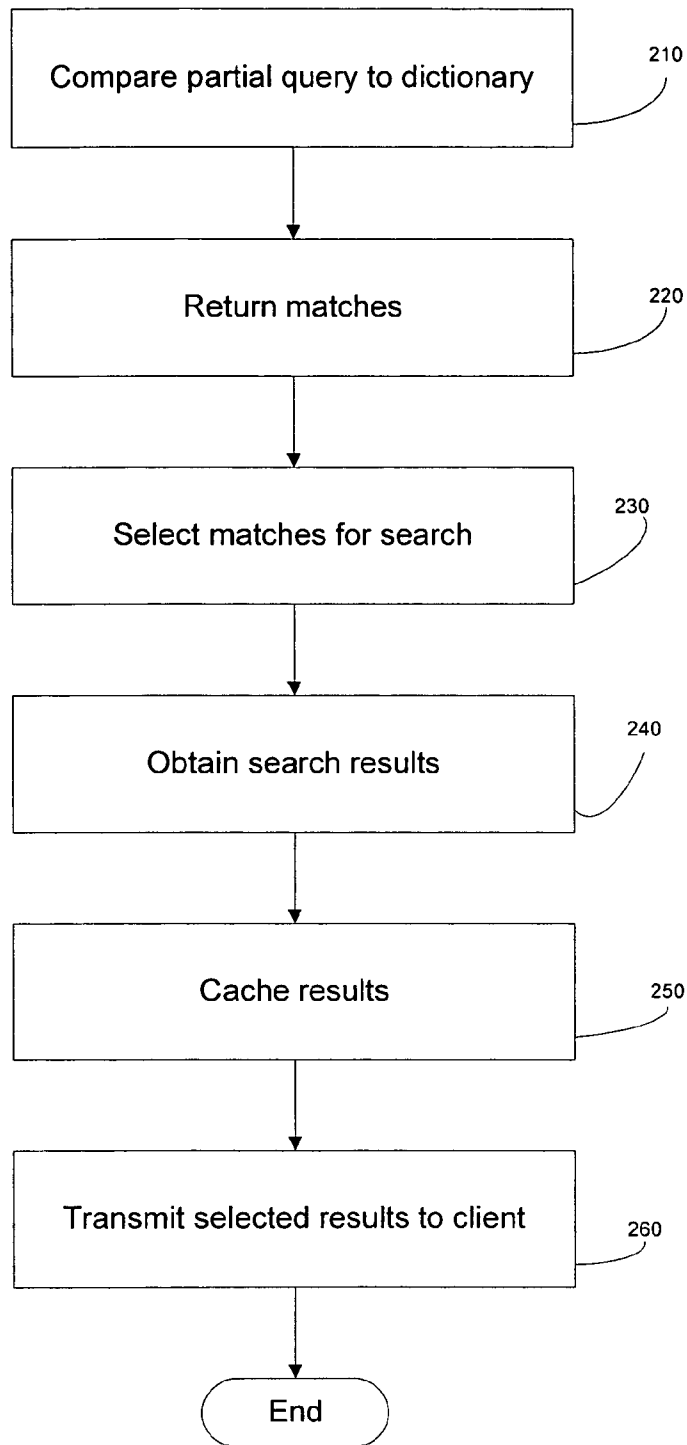 Compare partial query to dictionary
210
Return matches
220
Select matches for search
230
Obtain search results
240
Cache results
250
Transmit selected results to client
260
End